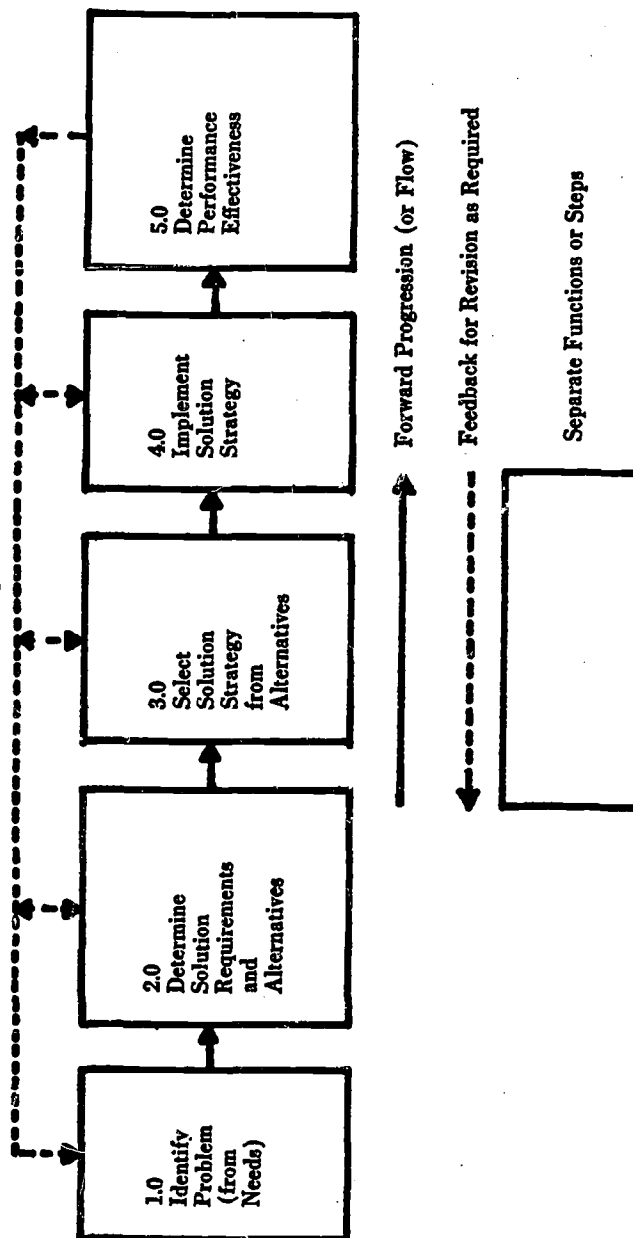 1.0
Identify
Problem
(from
Needs)
2.0
Determine
Solution
Requirements
and
Alternatives
3.0
Select
Solution
Strategy
from
Alternatives
4.0
Implement
Solution
Strategy
5.0
Determine
Performance
Effectiveness
Forward Progression (or Flow)
Feedback for Revision as Required
Separate Functions or Steps